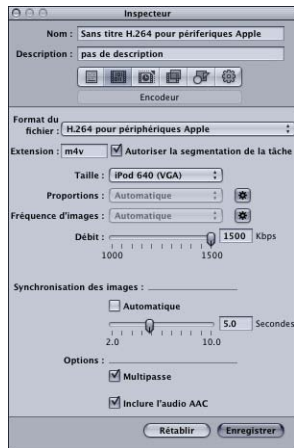 Inspecteur
Nom : Sans titre H.264 pour périferiques Apple
Description : pas de description
Encodeur
Format du fichier : H.264 pour périphériques Apple
Extension : m4v Autoriser la segmentation de la tâche
Taille : iPod 640 (VGA)
Proportions : Automatique
Fréquence d'images : Automatique
Débit : 1500 Kbps
1000 1500
Synchronisation des images :
Automatique
5.0 Secondes
2.0 10.0
Options :
Multipasse
Inclure l'audio AAC
Rétablir Enregistrer